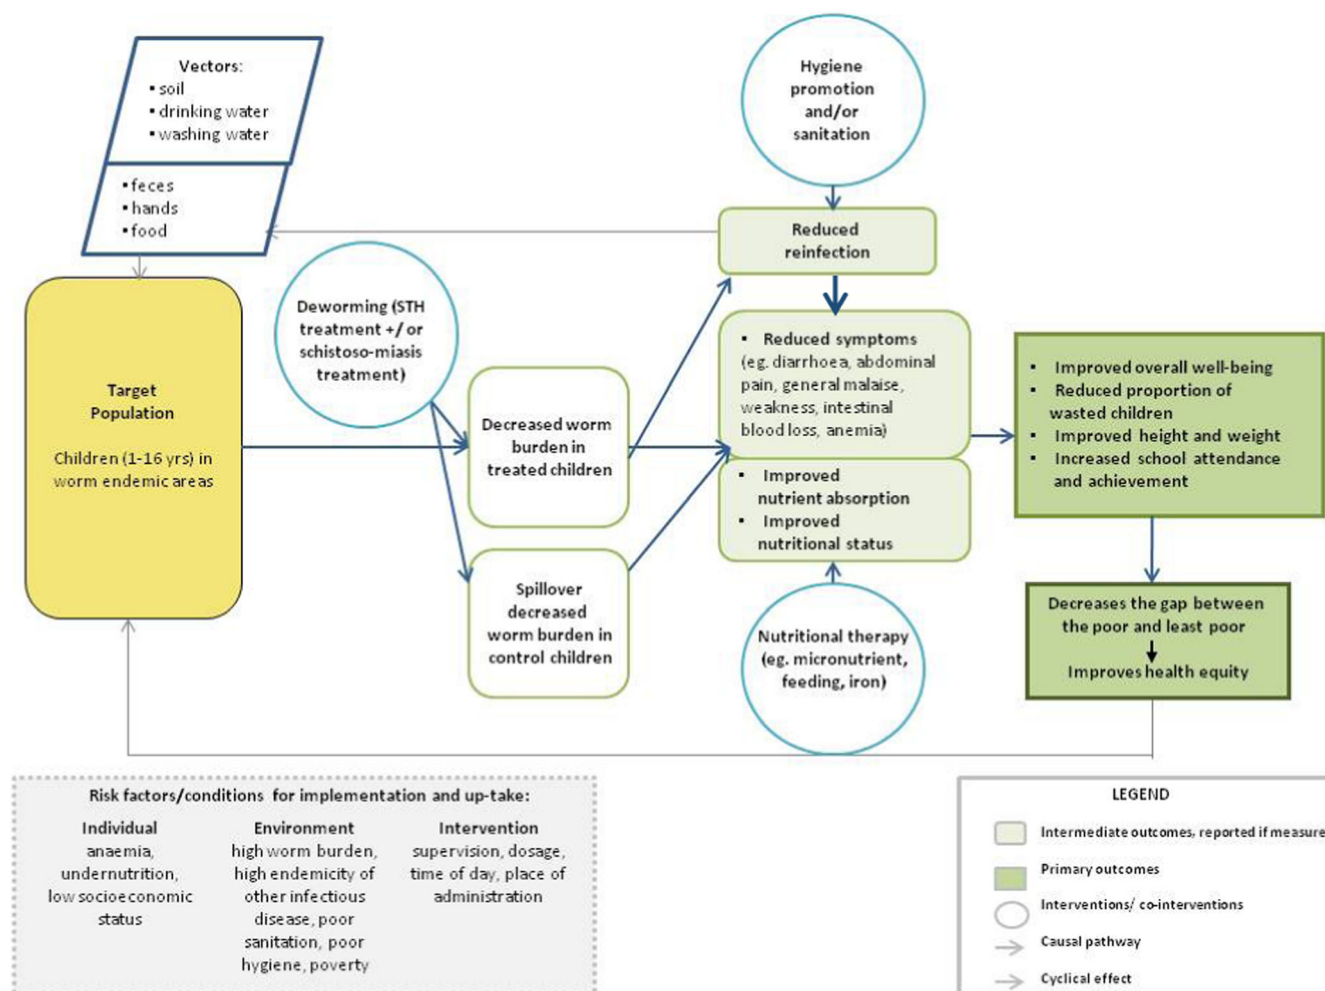 Vectors:
▪ soil
▪ drinking water
▪ washing water
▪ feces
▪ hands
▪ food
Hygiene
promotion
and/or
sanitation
Reduced
reinfection
Deworming (STH
treatment +/ or
schistoso-miasis
treatment)
Target
Population
Children (1-16 yrs) in
worm endemic areas
Decreased worm
burden in
treated children
Spillover
decreased
worm burden in
control children
▪ Reduced symptoms
(eg. diarrhoea, abdominal
pain, general malaise,
weakness, intestinal
blood loss, anemia)
▪ Improved
nutrient absorption
▪ Improved
nutritional status
Nutritional therapy
(eg. micronutrient,
feeding, iron)
▪ Improved overall well-being
▪ Reduced proportion of
wasted children
▪ Improved height and weight
▪ Increased school attendance
and achievement
Decreases the gap between
the poor and least poor
Improves health equity
Risk factors/conditions for implementation and up-take:
Individual
anaemia,
undernutrition,
low socioeconomic
status
Environment
high worm burden,
high endemicity of
other infectious
disease, poor
sanitation, poor
hygiene, poverty
Intervention
supervision, dosage,
time of day, place of
administration
LEGEND
Intermediate outcomes, reported if measure
Primary outcomes
Interventions/ co-interventions
Causal pathway
Cyclical effect